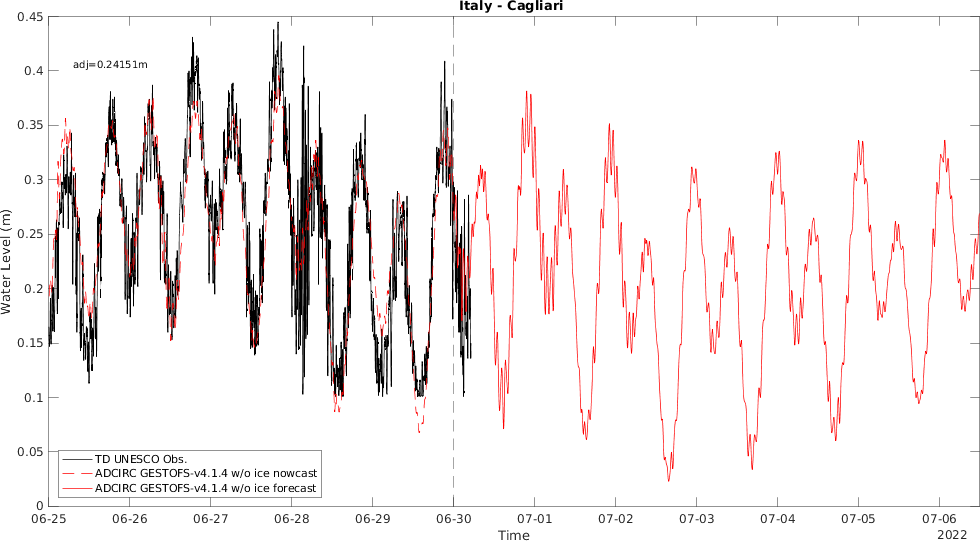 Italy - Cagliari
0.45
0.4
0.35
0.3
0.25
0.2
0.15
0.1
0.05
0
Water Level (m)
adj=0.24151m
TD UNESCO Obs.
ADCIRC GESTOFS-v4.1.4 w/o ice nowcast
ADCIRC GESTOFS-v4.1.4 w/o ice forecast
06-25 06-26 06-27 06-28 06-29 06-30 07-01 07-02 07-03 07-04 07-05 07-06
Time
2022